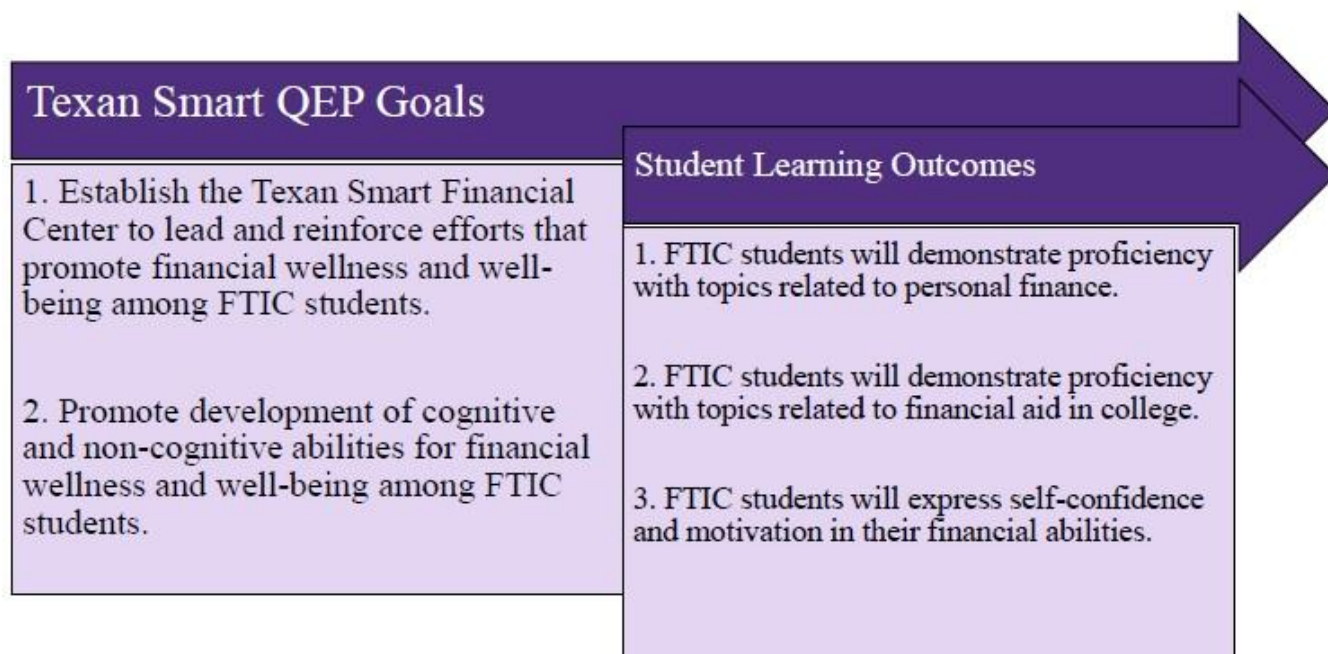 Texan Smart QEP Goals
1. Establish the Texan Smart Financial
Center to lead and reinforce efforts that
promote financial wellness and well-
being among FTIC students.
2. Promote development of cognitive
and non-cognitive abilities for financial
wellness and well-being among FTIC
students.
Student Learning Outcomes
1. FTIC students will demonstrate proficiency
with topics related to personal finance.
2. FTIC students will demonstrate proficiency
with topics related to financial aid in college.
3. FTIC students will express self-confidence
and motivation in their financial abilities.